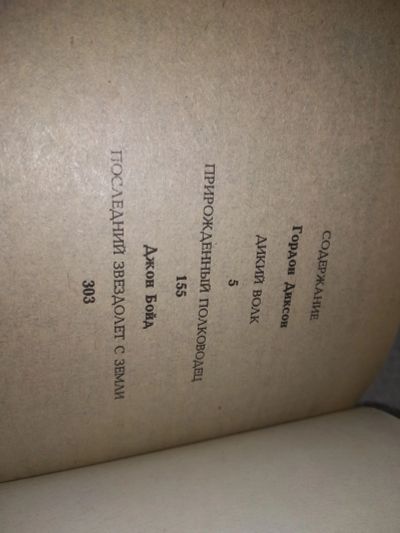 СОДЕРЖАНИЕ
Гордон Диксон
ДИКИЙ ВОЛК
5
ПРИРОЖДЕННЫЙ ПОЛКОВОДЕЦ
155
Джон Бойд
ПОСЛЕДНИЙ ЗВЕЗДОЛЕТ С ЗЕМЛИ
303